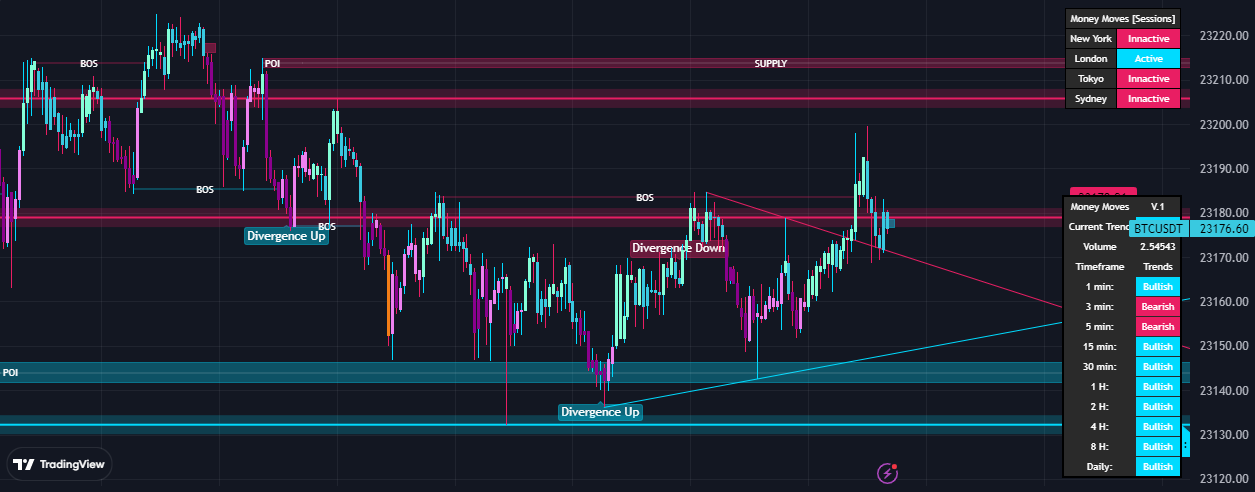 Money Moves [Sessions]
New York Innactive
London Active
Tokyo Innactive
Sydney Innactive
BOS
POI
SUPPLY
BOS
BOS
BOS
Divergence Up
Divergence Down
POI
Divergence Up
Money Moves V.1
Current Trend
BTCUSDT 23176.60
Volume 2.54543
Timeframe Trends
1 min: Bullish
3 min: Bearish
5 min: Bearish
15 min: Bullish
30 min: Bullish
1 H: Bullish
2 H: Bullish
4 H: Bullish
8 H: Bullish
Daily: Bullish
23220.00
23210.00
23200.00
23190.00
23180.00
23170.00
23160.00
23150.00
23140.00
23130.00
23120.00
TradingView